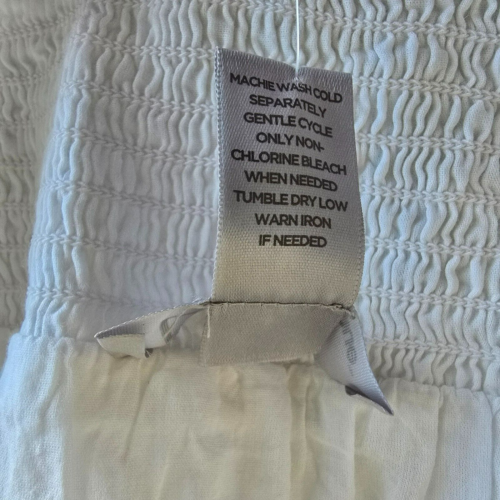 MACHIE WASH COLD
SEPARATELY
GENTLE CYCLE
ONLY NON-
CHLORINE BLEACH
WHEN NEEDED
TUMBLE DRY LOW
WARN IRON
IF NEEDED